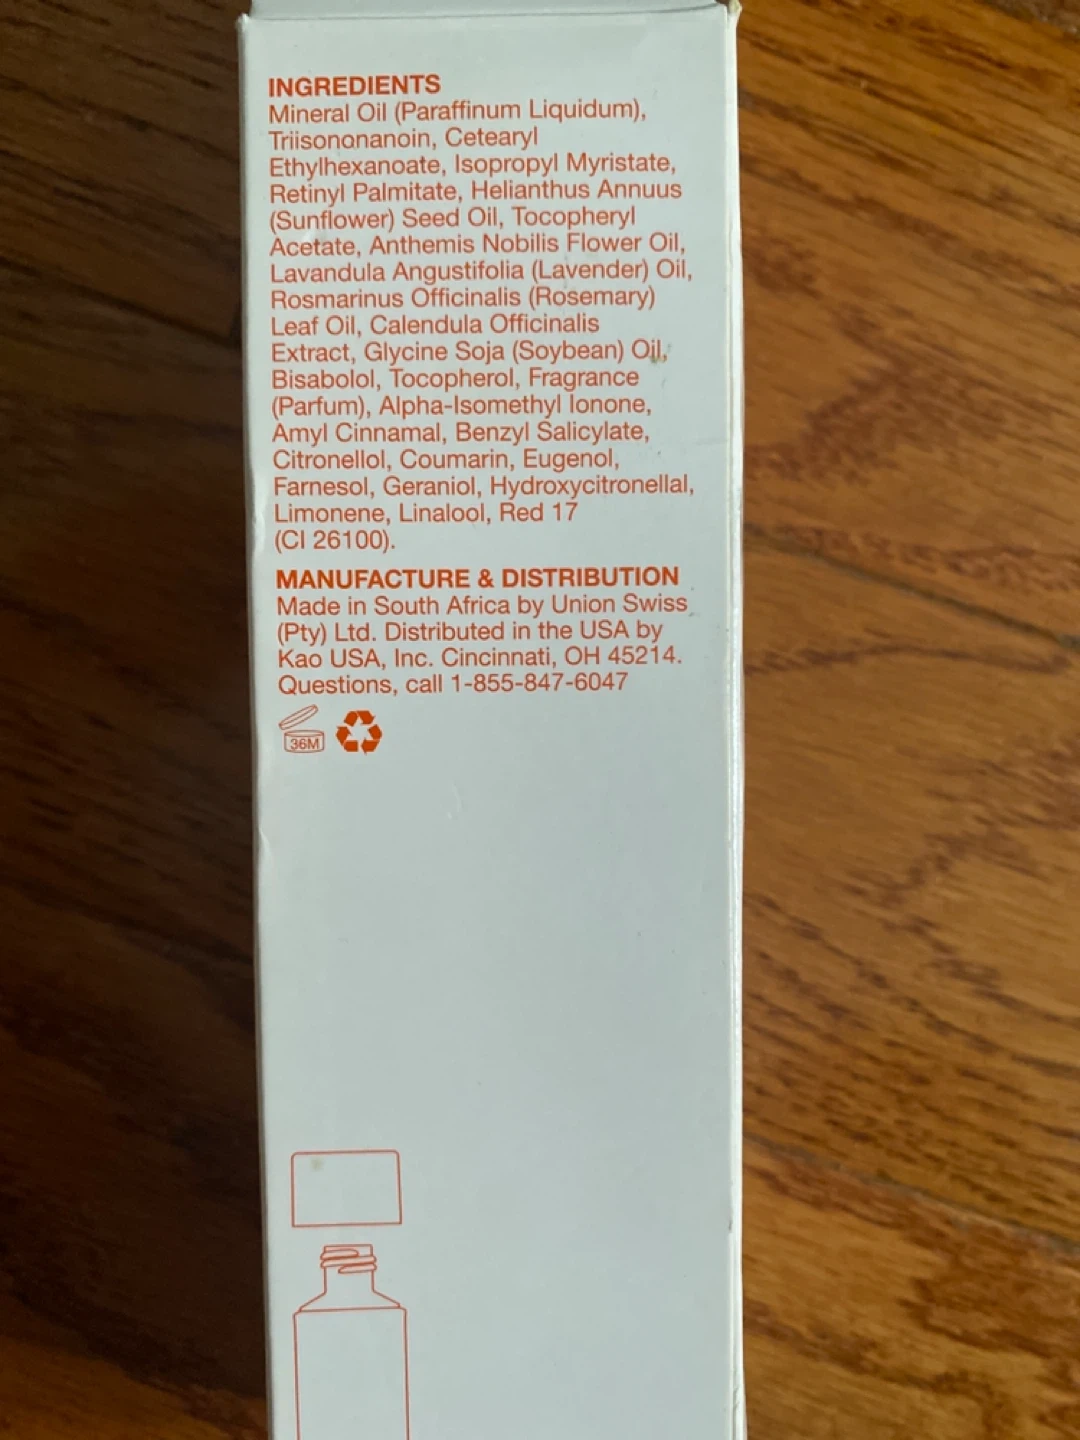 INGREDIENTS
Mineral Oil (Paraffinum Liquidum),
Triisononanoin, Cetearyl
Ethylhexanoate, Isopropyl Myristate,
Retinyl Palmitate, Helianthus Annuus
(Sunflower) Seed Oil, Tocopheryl
Acetate, Anthemis Nobilis Flower Oil,
Lavandula Angustifolia (Lavender) Oil,
Rosmarinus Officinalis (Rosemary)
Leaf Oil, Calendula Officinalis
Extract, Glycine Soja (Soybean) Oil,
Bisabolol, Tocopherol, Fragrance
(Parfum), Alpha-Isomethyl Ionone,
Amyl Cinnamal, Benzyl Salicylate,
Citronellol, Coumarin, Eugenol,
Farnesol, Geraniol, Hydroxycitronellal,
Limonene, Linalool, Red 17
(CI 26100).
MANUFACTURE & DISTRIBUTION
Made in South Africa by Union Swiss
(Pty) Ltd. Distributed in the USA by
Kao USA, Inc. Cincinnati, OH 45214.
Questions, call 1-855-847-6047
36M